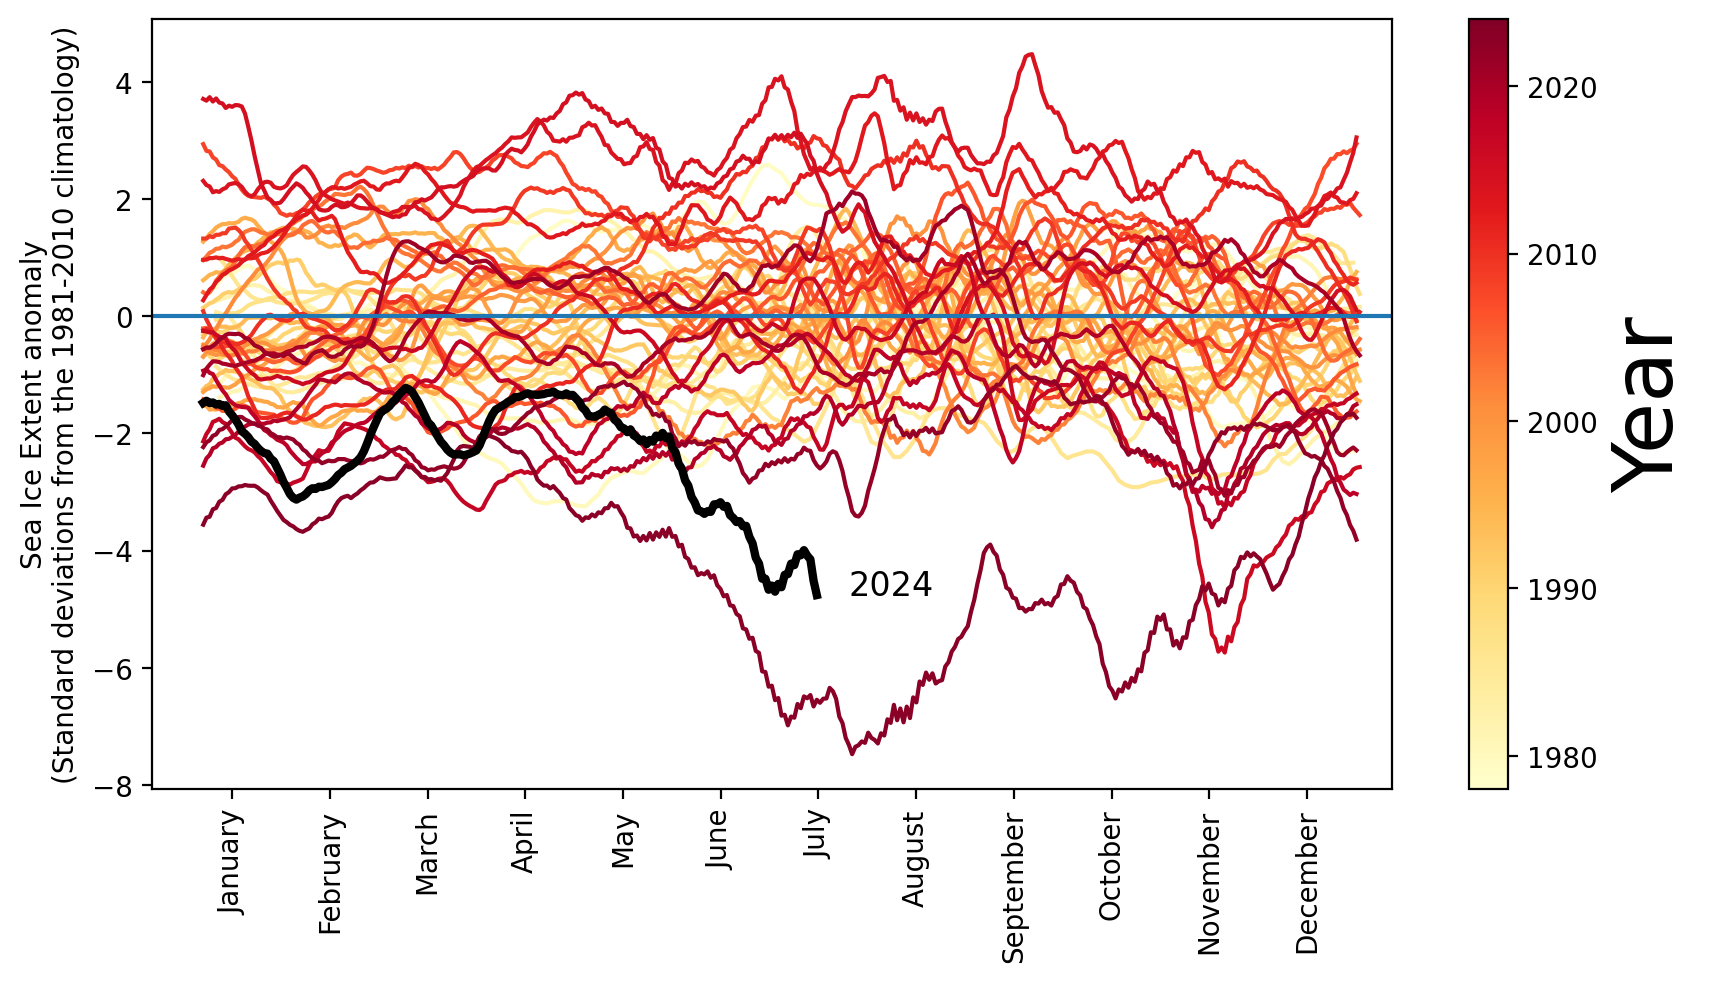 Sea Ice Extent anomaly
(Standard deviations from the 1981-2010 climatology)
4
2
0
−2
−4
−6
−8
January
February
March
April
May
June
July
August
September
October
November
December
2024
2020
2010
2000
1990
1980
Year